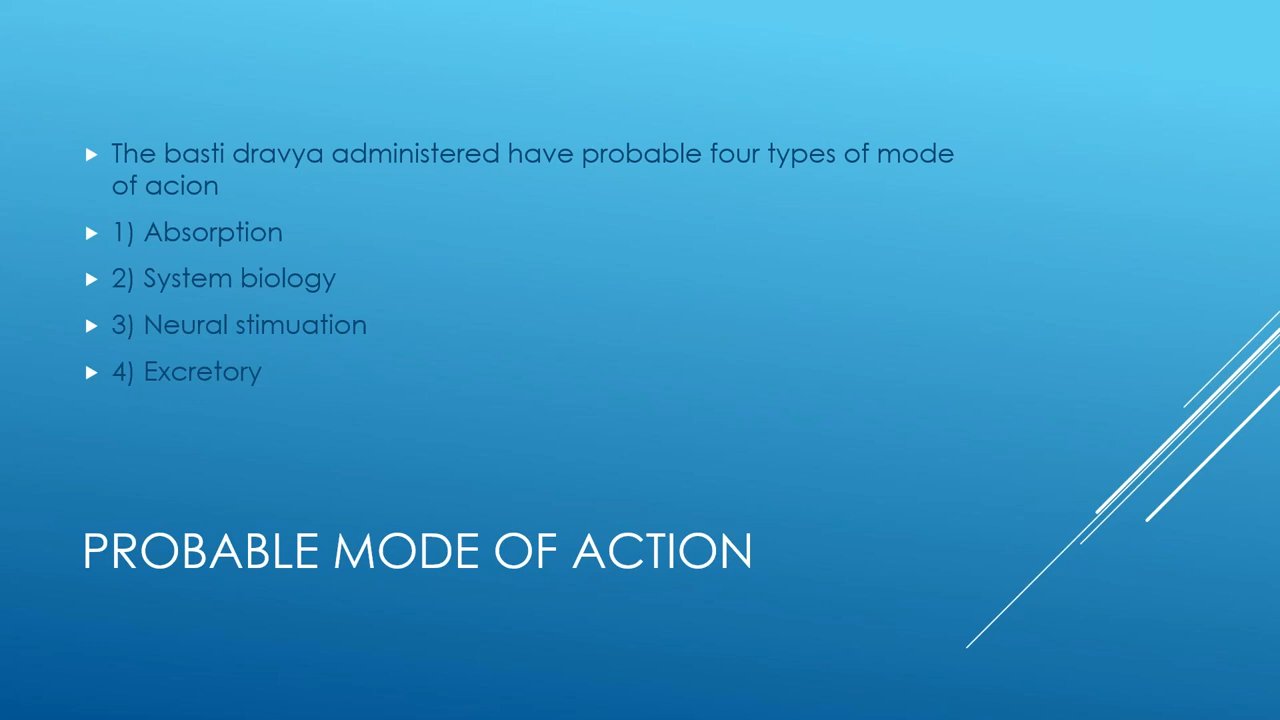 The basti dravya administered have probable four types of mode
of acion
1) Absorption
2) System biology
3) Neural stimuation
4) Excretory
PROBABLE MODE OF ACTION